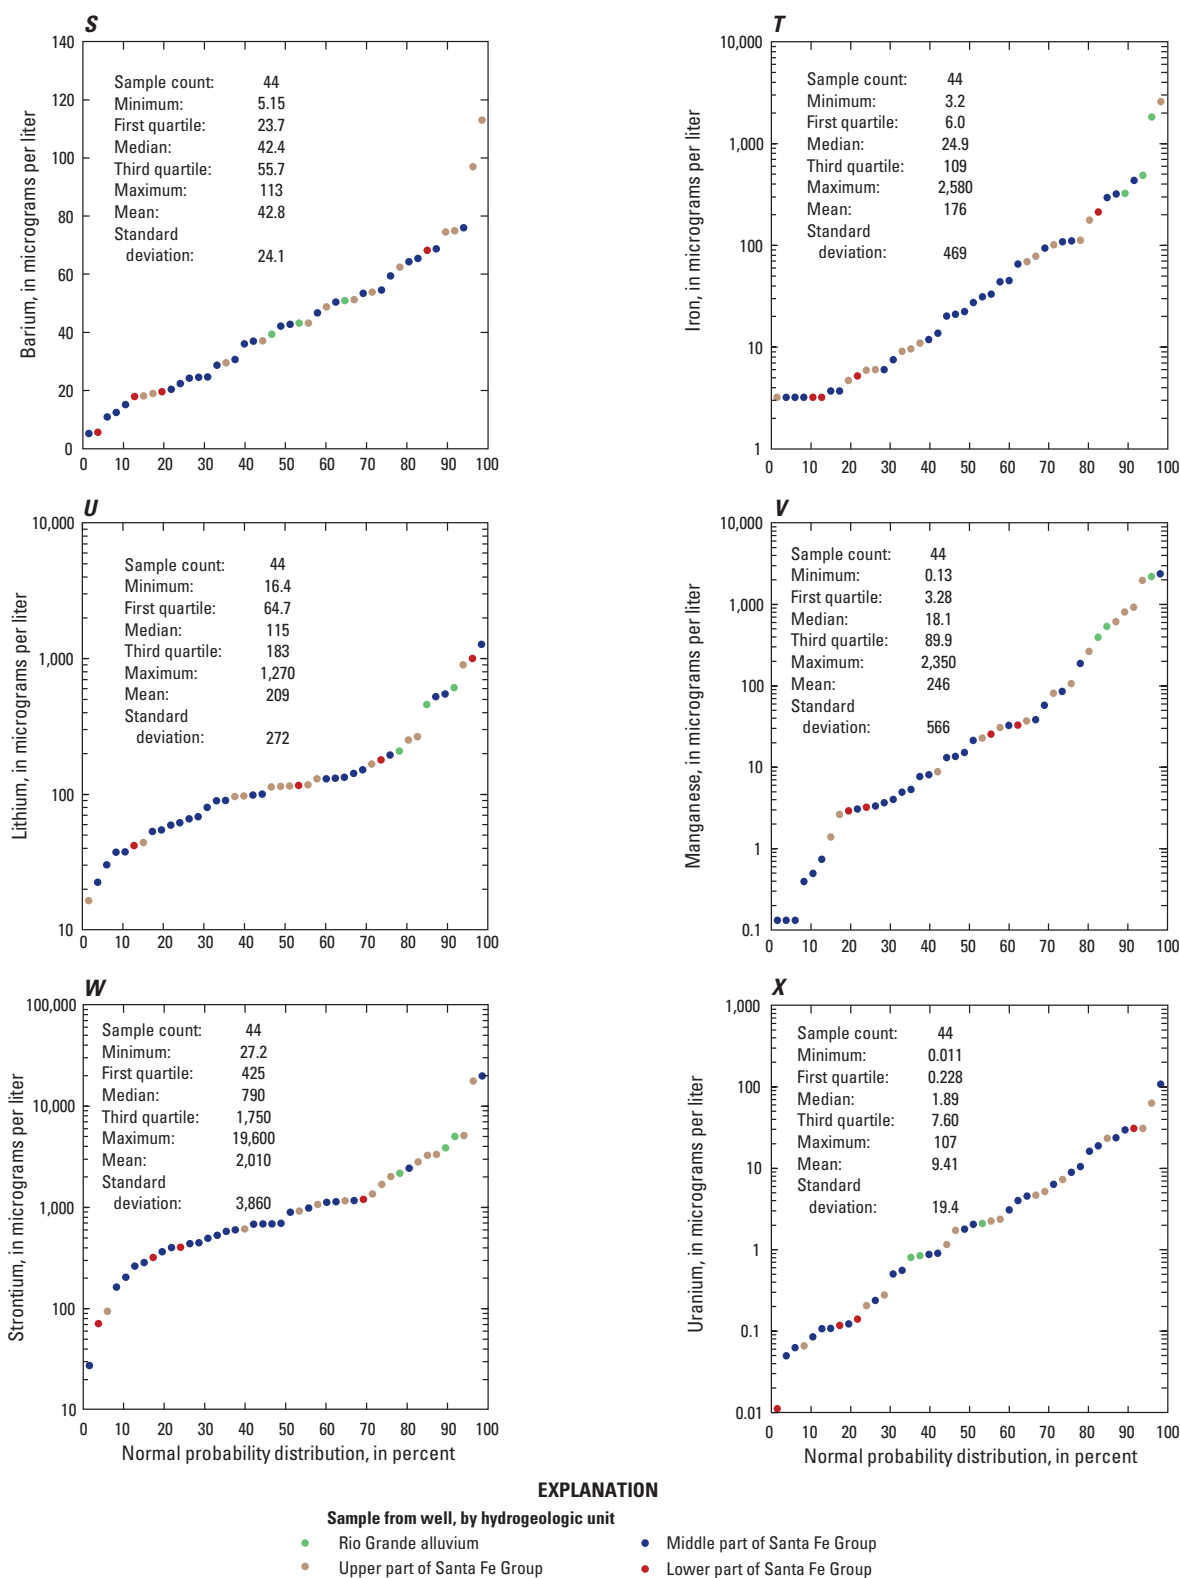 S
140
120
100
80
60
40
20
0
Barium, in micrograms per liter
Sample count: 44
Minimum: 5.15
First quartile: 23.7
Median: 42.4
Third quartile: 55.7
Maximum: 113
Mean: 42.8
Standard
deviation: 24.1
0 10 20 30 40 50 60 70 80 90 100
T
10,000
1,000
100
10
1
Iron, in micrograms per liter
Sample count: 44
Minimum: 3.2
First quartile: 6.0
Median: 24.9
Third quartile: 109
Maximum: 2,580
Mean: 176
Standard
deviation: 469
0 10 20 30 40 50 60 70 80 90 100
U
10,000
1,000
100
10
Lithium, in micrograms per liter
Sample count: 44
Minimum: 16.4
First quartile: 64.7
Median: 115
Third quartile: 183
Maximum: 1,270
Mean: 209
Standard
deviation: 272
0 10 20 30 40 50 60 70 80 90 100
V
10,000
1,000
100
10
1
0.1
Manganese, in micrograms per liter
Sample count: 44
Minimum: 0.13
First quartile: 3.28
Median: 18.1
Third quartile: 89.9
Maximum: 2,350
Mean: 246
Standard
deviation: 566
0 10 20 30 40 50 60 70 80 90 100
W
100,000
10,000
1,000
100
10
Strontium, in micrograms per liter
Sample count: 44
Minimum: 27.2
First quartile: 425
Median: 790
Third quartile: 1,750
Maximum: 19,600
Mean: 2,010
Standard
deviation: 3,860
0 10 20 30 40 50 60 70 80 90 100
Normal probability distribution, in percent
X
1,000
100
10
1
0.1
0.01
Uranium, in micrograms per liter
Sample count: 44
Minimum: 0.011
First quartile: 0.228
Median: 1.89
Third quartile: 7.60
Maximum: 107
Mean: 9.41
Standard
deviation: 19.4
0 10 20 30 40 50 60 70 80 90 100
Normal probability distribution, in percent
EXPLANATION
Sample from well, by hydrogeologic unit
Rio Grande alluvium
Upper part of Santa Fe Group
Middle part of Santa Fe Group
Lower part of Santa Fe Group